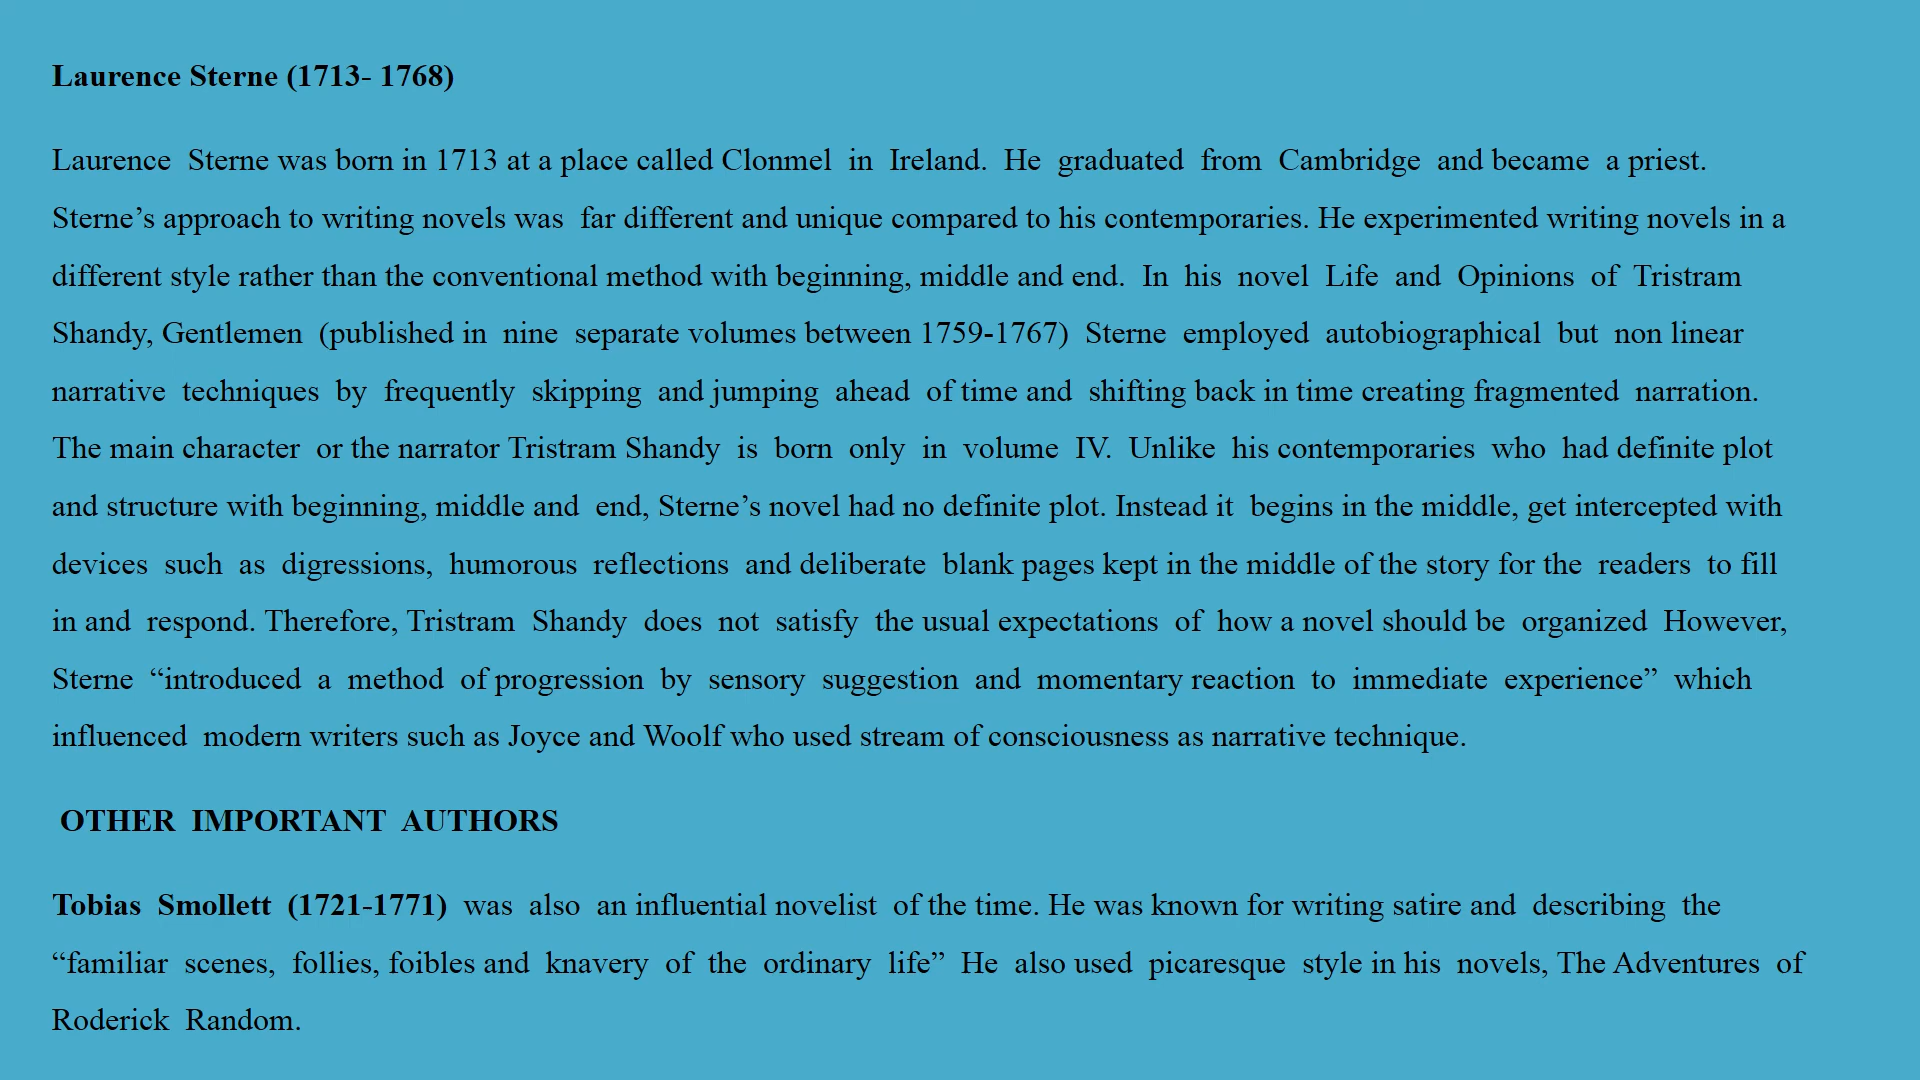 Laurence Sterne (1713- 1768)
Laurence Sterne was born in 1713 at a place called Clonmel in Ireland. He graduated from Cambridge and became a priest.
Sterne’s approach to writing novels was far different and unique compared to his contemporaries. He experimented writing novels in a
different style rather than the conventional method with beginning, middle and end. In his novel Life and Opinions of Tristram
Shandy, Gentlemen (published in nine separate volumes between 1759-1767) Sterne employed autobiographical but non linear
narrative techniques by frequently skipping and jumping ahead of time and shifting back in time creating fragmented narration.
The main character or the narrator Tristram Shandy is born only in volume IV. Unlike his contemporaries who had definite plot
and structure with beginning, middle and end, Sterne’s novel had no definite plot. Instead it begins in the middle, get intercepted with
devices such as digressions, humorous reflections and deliberate blank pages kept in the middle of the story for the readers to fill
in and respond. Therefore, Tristram Shandy does not satisfy the usual expectations of how a novel should be organized However,
Sterne “introduced a method of progression by sensory suggestion and momentary reaction to immediate experience” which
influenced modern writers such as Joyce and Woolf who used stream of consciousness as narrative technique.
OTHER IMPORTANT AUTHORS
Tobias Smollett (1721-1771) was also an influential novelist of the time. He was known for writing satire and describing the
“familiar scenes, follies, foibles and knavery of the ordinary life” He also used picaresque style in his novels, The Adventures of
Roderick Random.